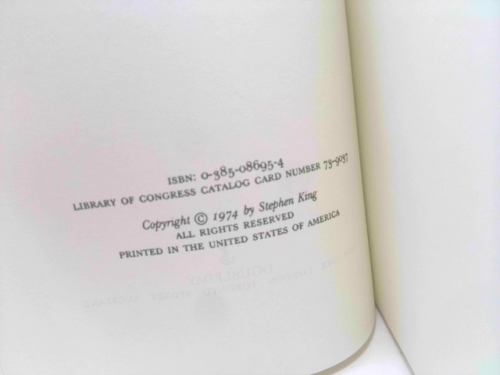 ISBN: 0-385-08695-4
LIBRARY OF CONGRESS CATALOG CARD NUMBER 73-9037
Copyright © 1974 by Stephen King
ALL RIGHTS RESERVED
PRINTED IN THE UNITED STATES OF AMERICA